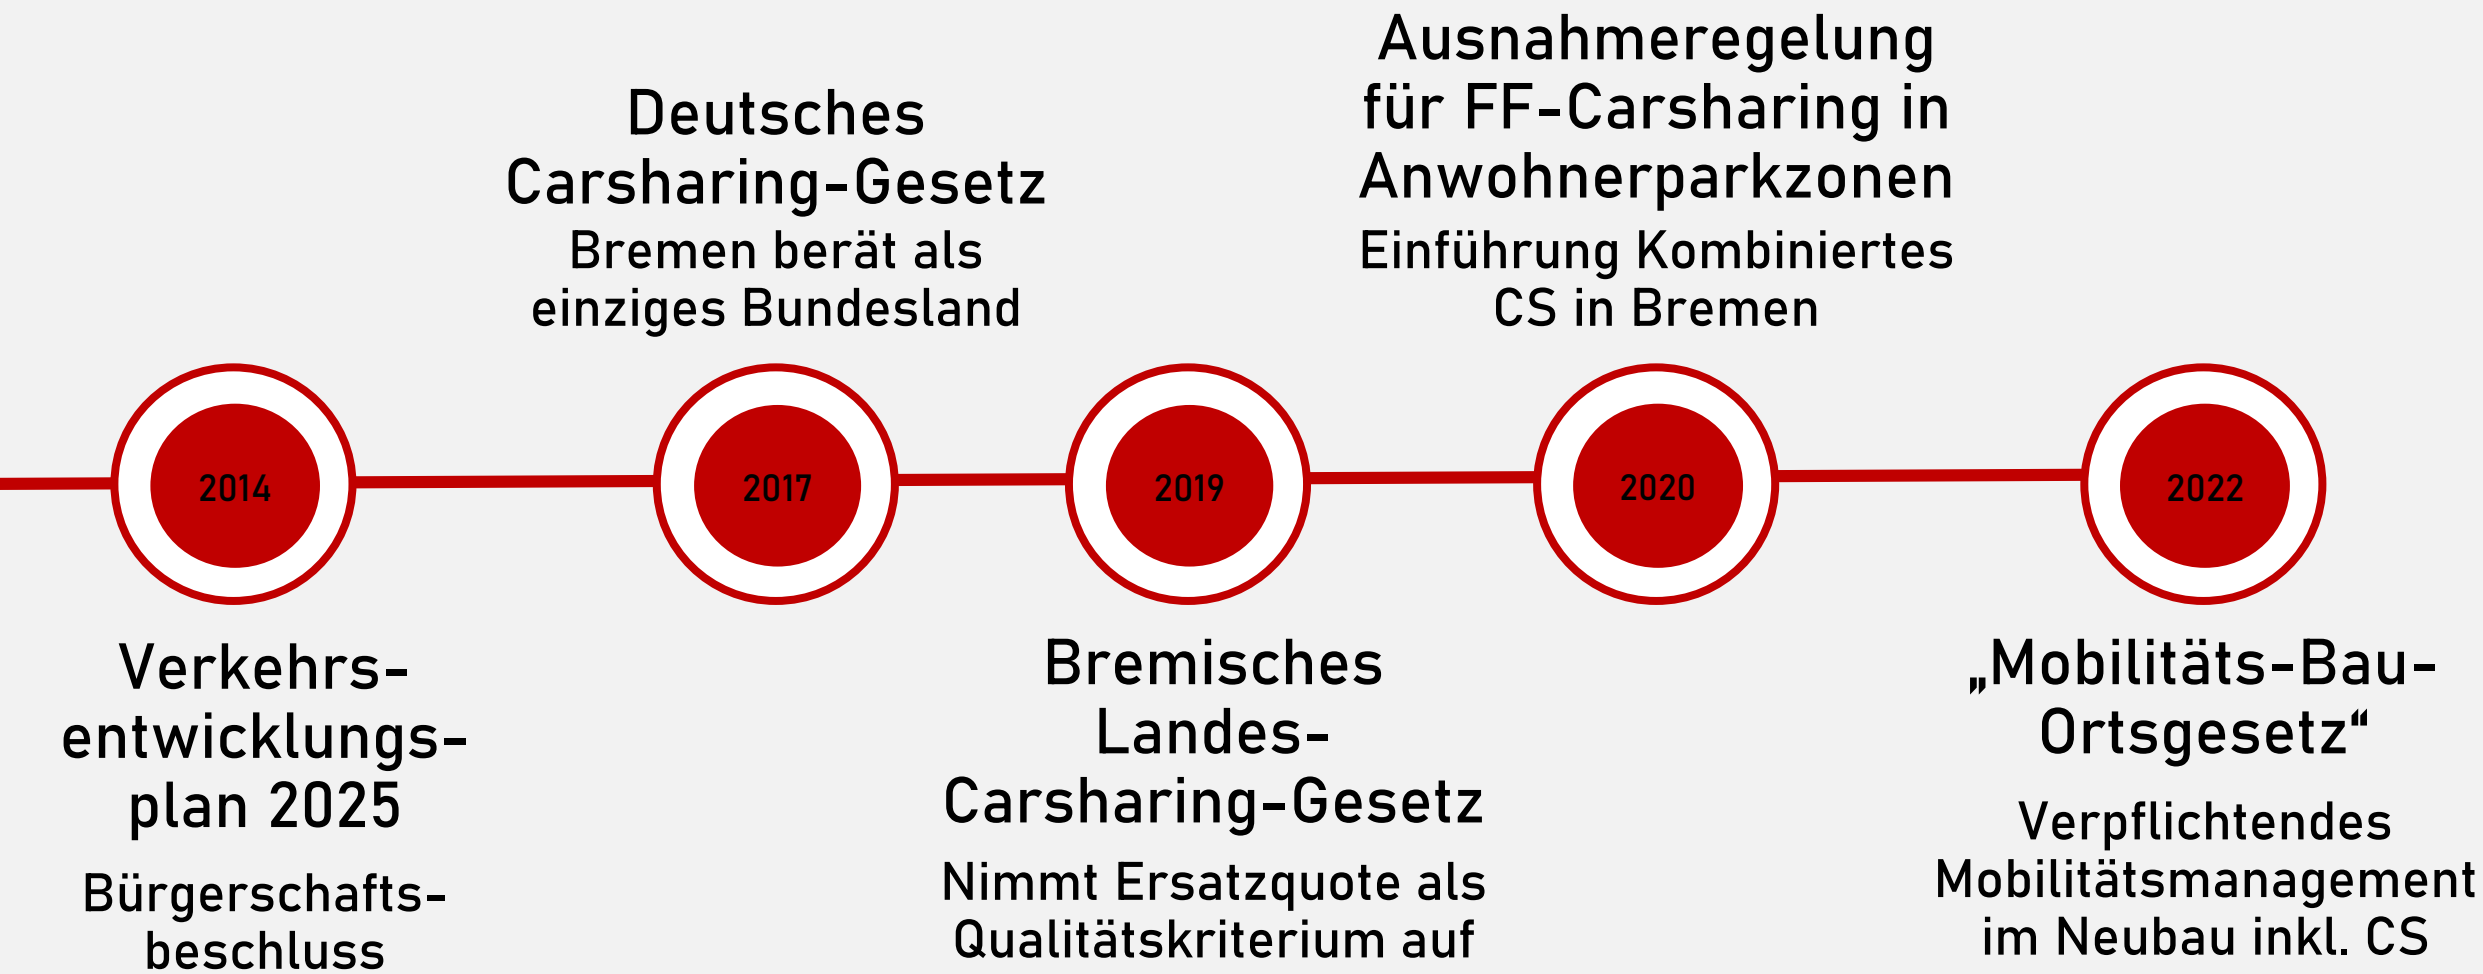 2014
Verkehrs-
entwicklungs-
plan 2025
Bürgerschafts-
beschluss
Deutsches
Carsharing-Gesetz
Bremen berät als
einziges Bundesland
2017
2019
Bremisches
Landes-
Carsharing-Gesetz
Nimmt Ersatzquote als
Qualitätskriterium auf
Ausnahmeregelung
für FF-Carsharing in
Anwohnerparkzonen
Einführung Kombiniertes
CS in Bremen
2020
2022
„Mobilitäts-Bau-
Ortsgesetz“
Verpflichtendes
Mobilitätsmanagement
im Neubau inkl. CS